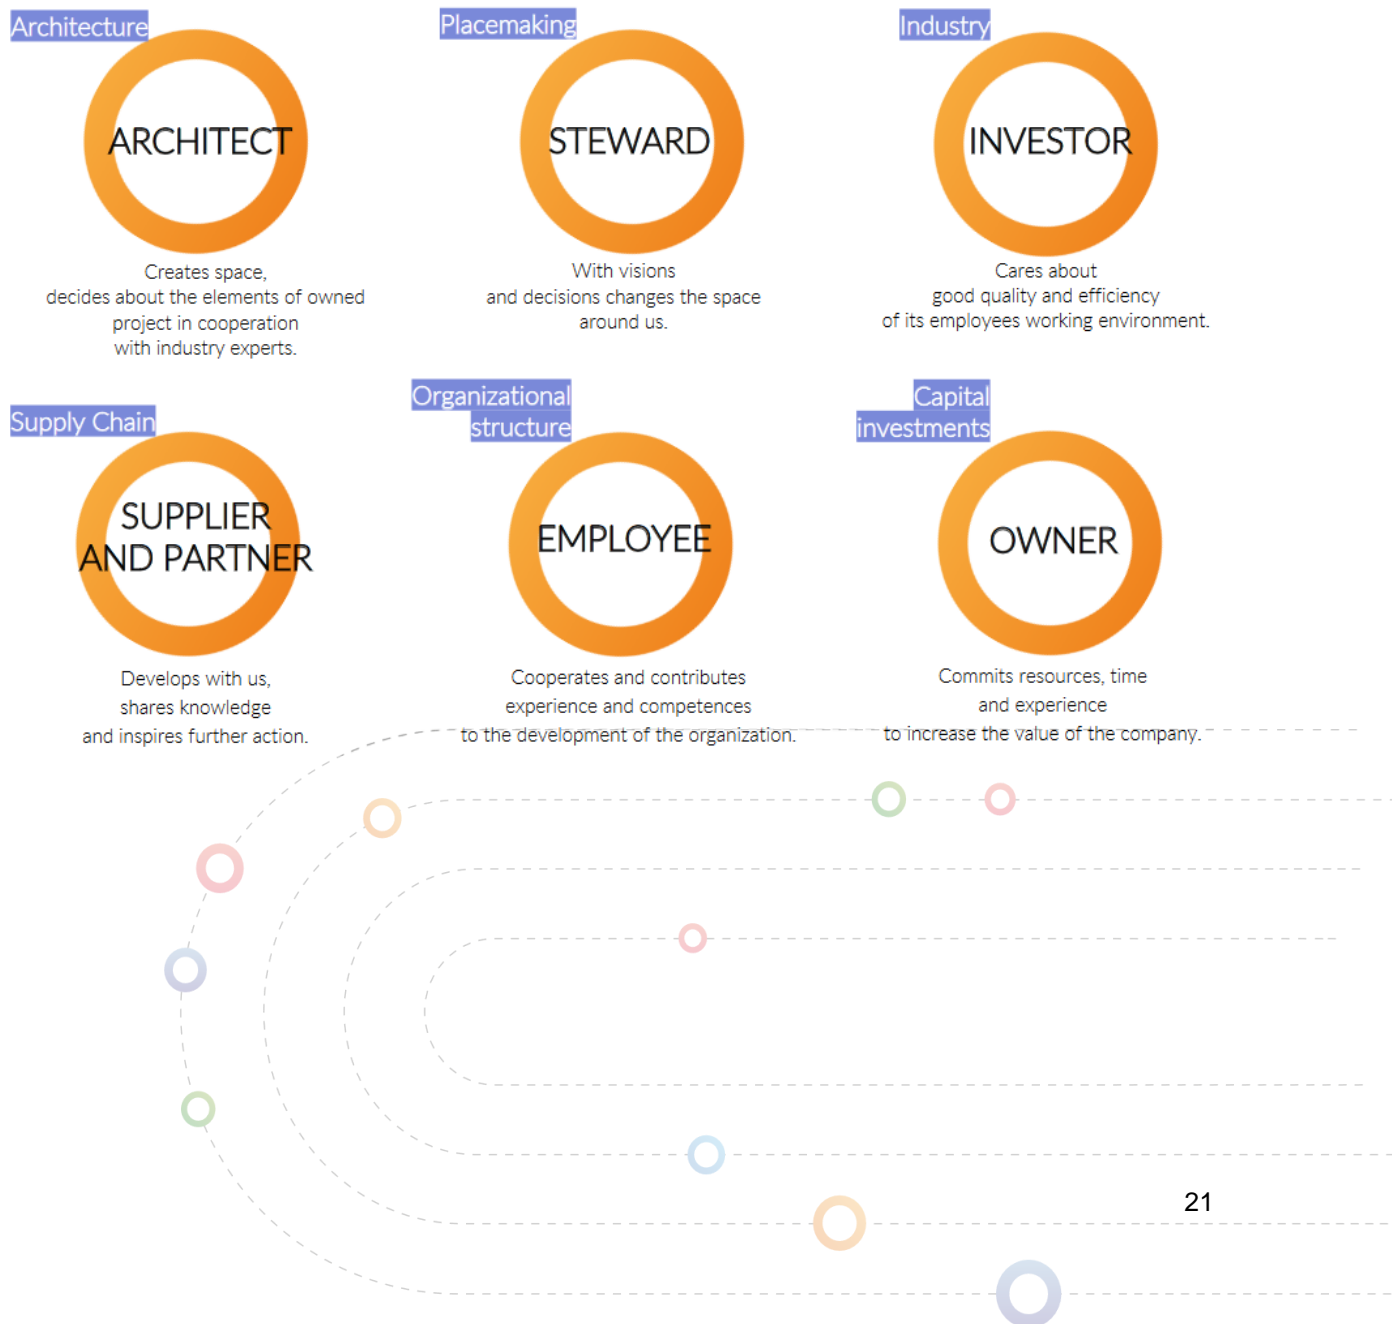 Architecture
ARCHITECT
Creates space,
decides about the elements of owned
project in cooperation
with industry experts.
Placemaking
STEWARD
With visions
and decisions changes the space
around us.
Industry
INVESTOR
Cares about
good quality and efficiency
of its employees working environment.
Supply Chain
SUPPLIER
AND PARTNER
Develops with us,
shares knowledge
and inspires further action.
Organizational
structure
EMPLOYEE
Cooperates and contributes
experience and competences
to the development of the organization.
Capital
investments
OWNER
Commits resources, time
and experience
to increase the value of the company.
21